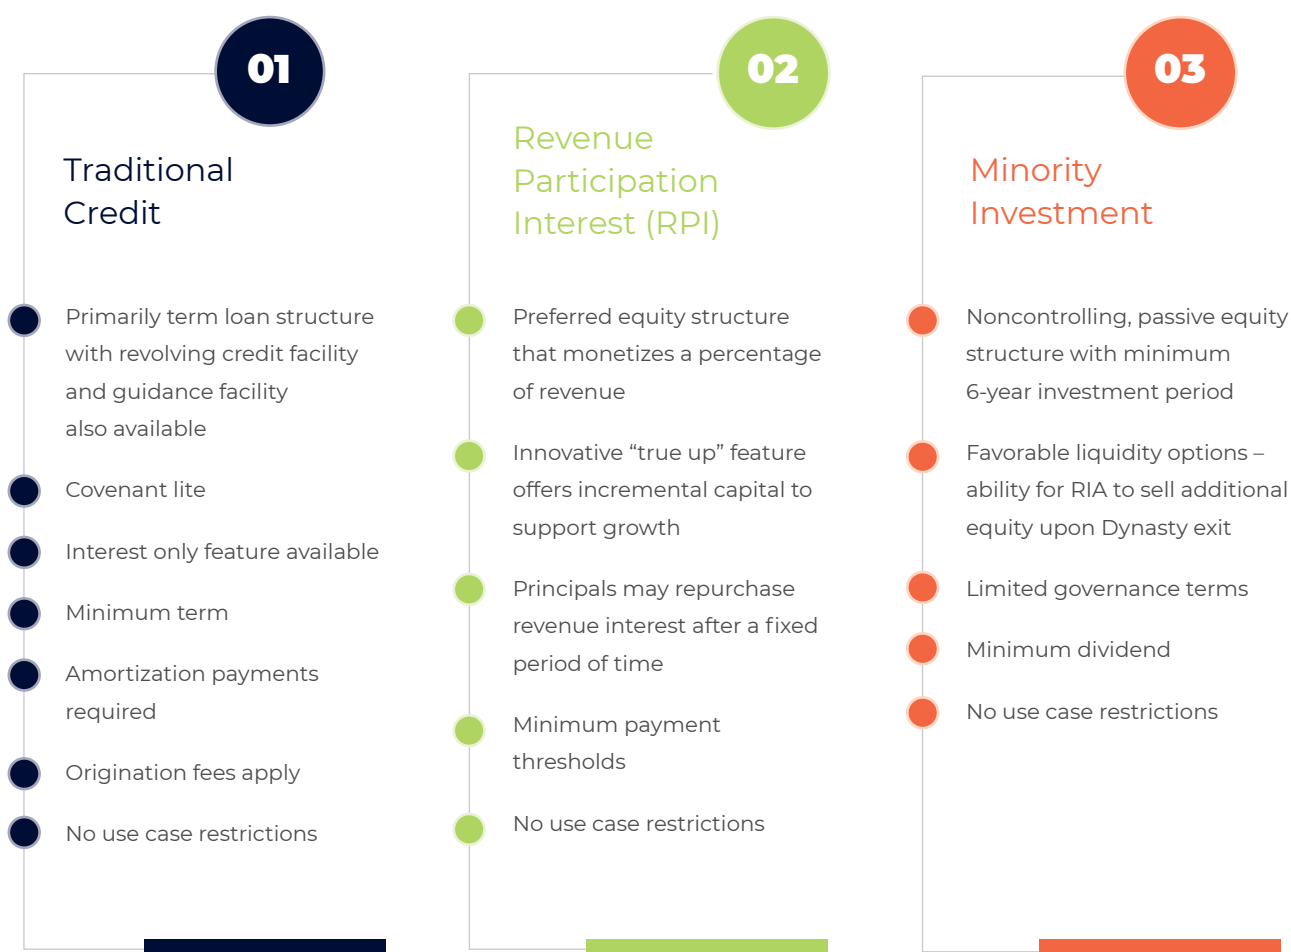 01
Traditional
Credit
Primarily term loan structure
with revolving credit facility
and guidance facility
also available
Covenant lite
Interest only feature available
Minimum term
Amortization payments
required
Origination fees apply
No use case restrictions
02
Revenue
Participation
Interest (RPI)
Preferred equity structure
that monetizes a percentage
of revenue
Innovative “true up” feature
offers incremental capital to
support growth
Principals may repurchase
revenue interest after a fixed
period of time
Minimum payment
thresholds
No use case restrictions
03
Minority
Investment
Noncontrolling, passive equity
structure with minimum
6-year investment period
Favorable liquidity options –
ability for RIA to sell additional
equity upon Dynasty exit
Limited governance terms
Minimum dividend
No use case restrictions